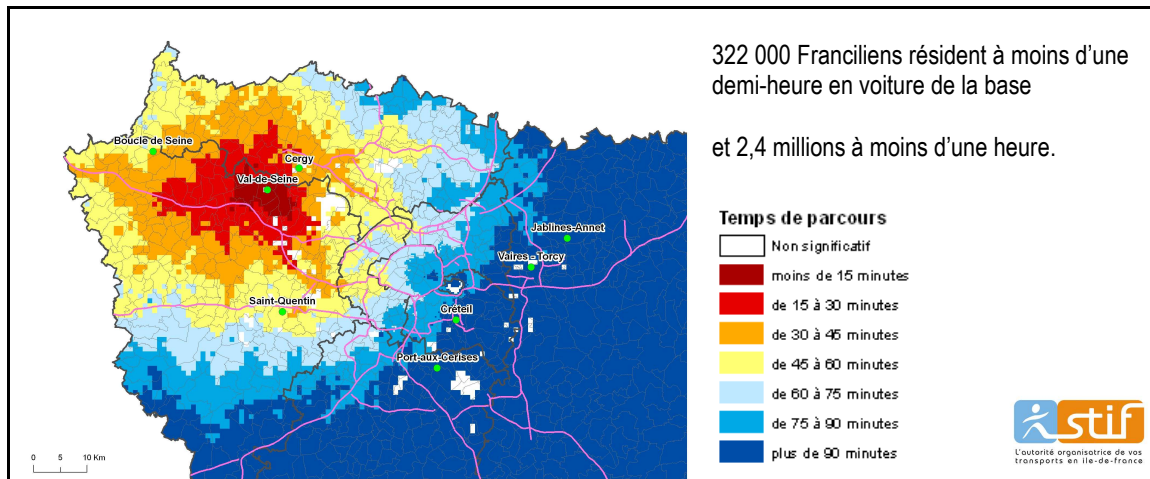 322 000 Franciliens résident à moins d'une
demi-heure en voiture de la base
et 2,4 millions à moins d'une heure.
Boucle de Seine
Cergy
Val-de-Seine
Jablines-Annet
Vaires - Torcy
Saint-Quentin
Créteil
Port-aux-Cerises
0 5 10 Km
Temps de parcours
Non significatif
moins de 15 minutes
de 15 à 30 minutes
de 30 à 45 minutes
de 45 à 60 minutes
de 60 à 75 minutes
de 75 à 90 minutes
plus de 90 minutes
stif
L'autorité organisatrice de vos
transports en ile-de-france